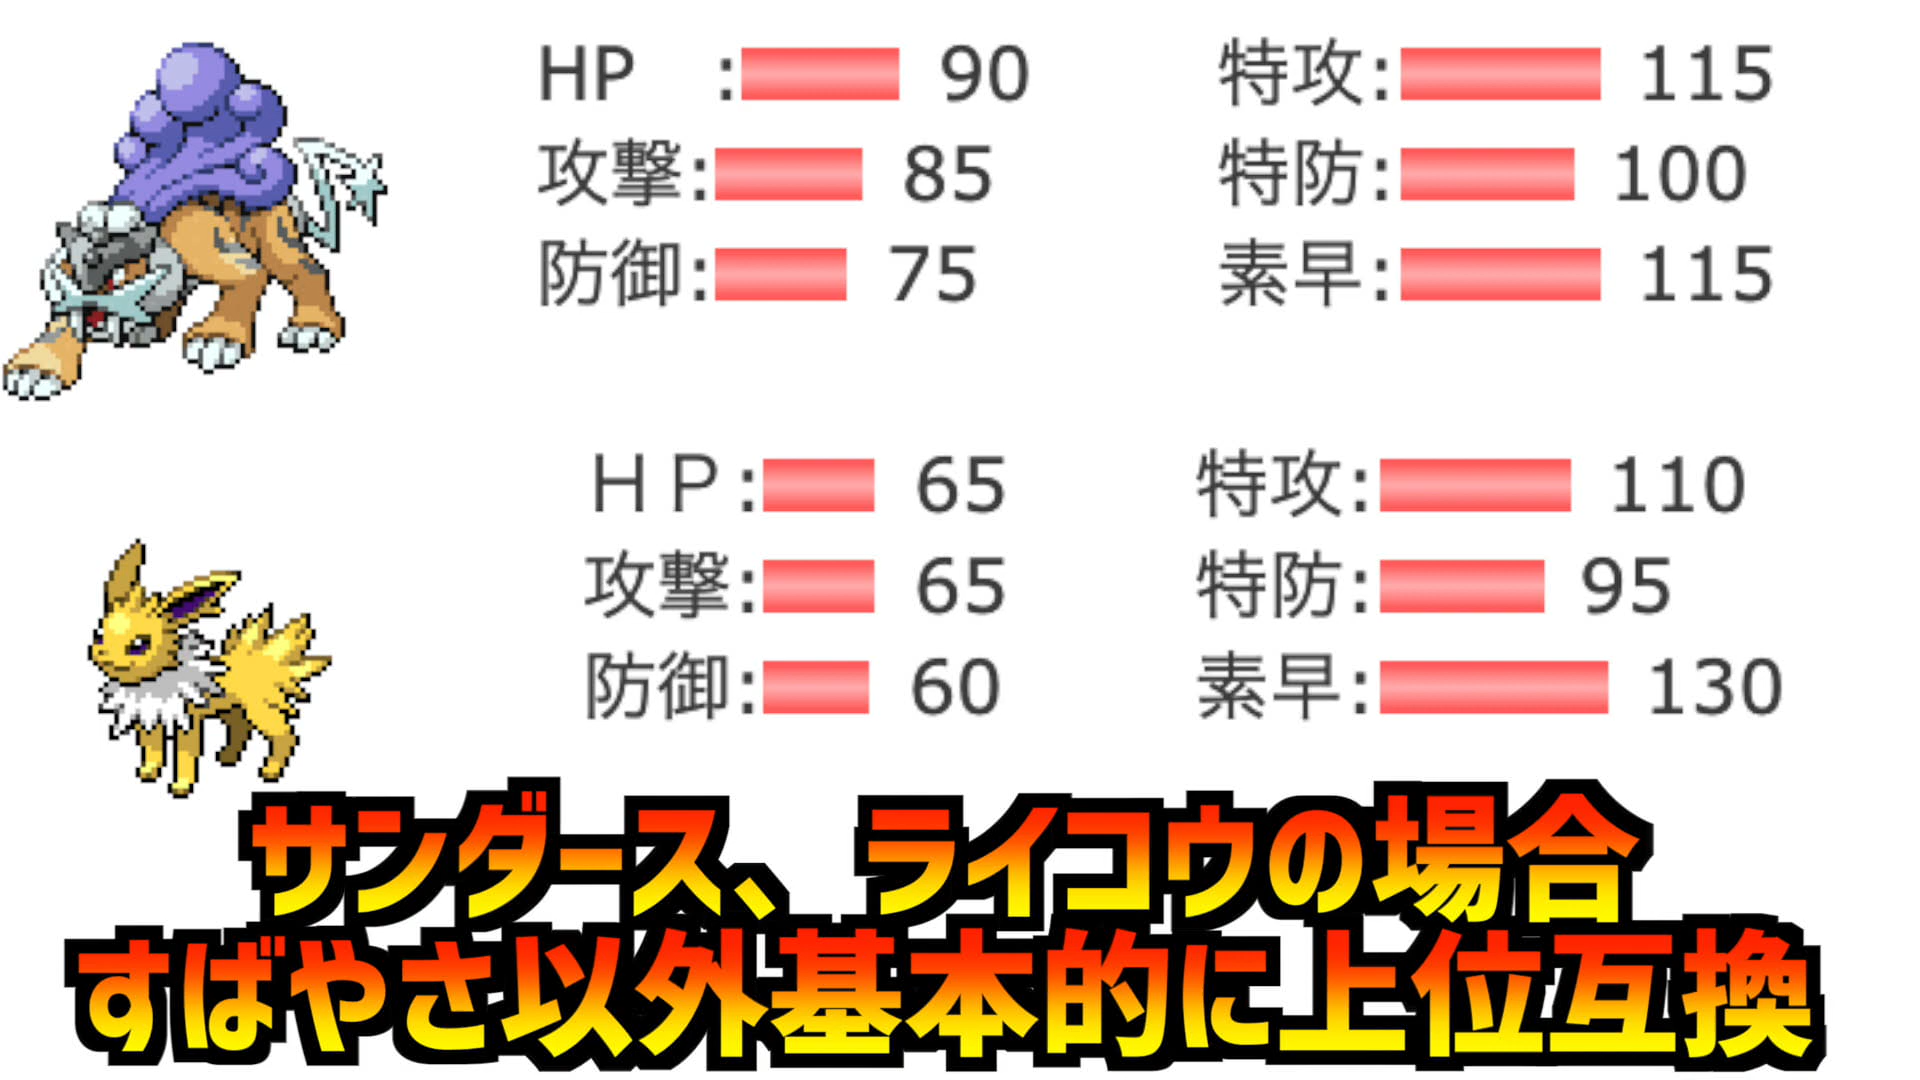 HP :90 特攻:115
攻撃:85 特防:100
防御:75 素早:115
HP:65 特攻:110
攻撃:65 特防:95
防御:60 素早:130
サンダース、ライコウの場合
すばやさ以外基本的に上位互換